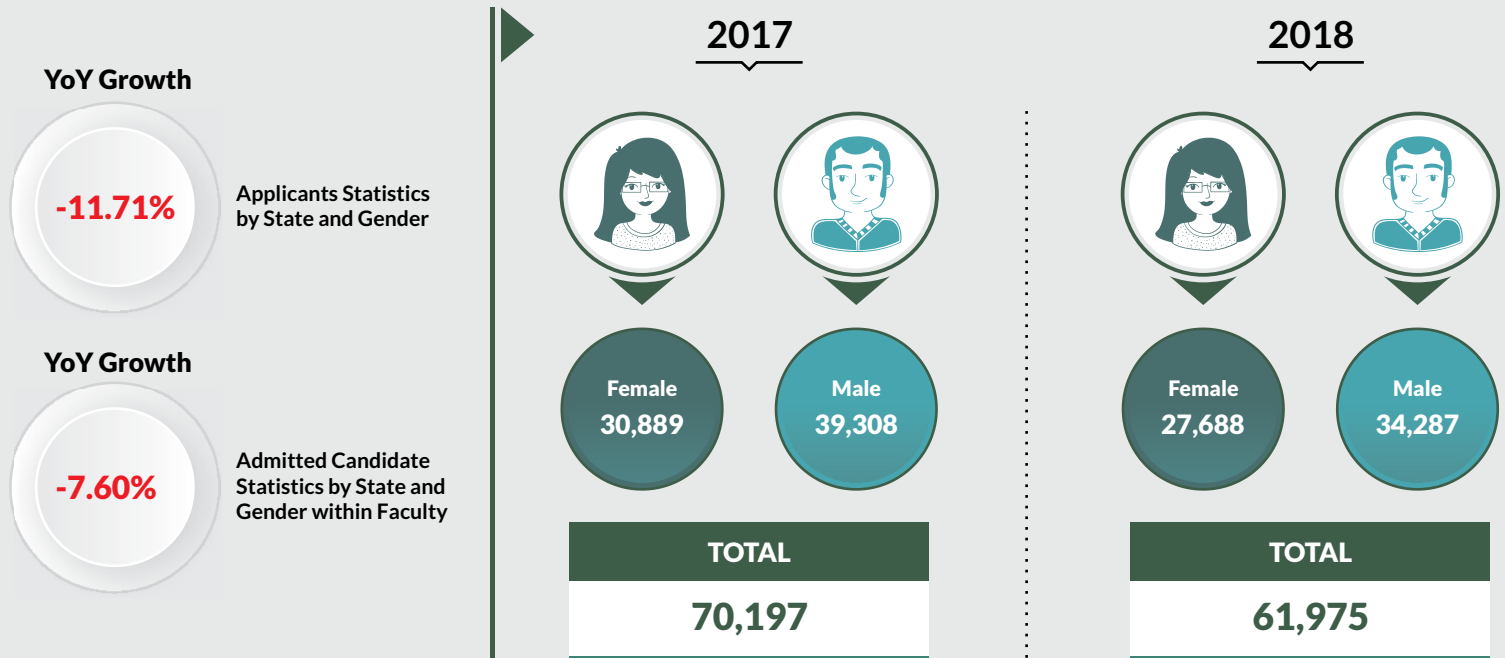 YoY Growth
-11.71%
Applicants Statistics
by State and Gender
YoY Growth
-7.60%
Admitted Candidate
Statistics by State and
Gender within Faculty
2017
Female
30,889
Male
39,308
TOTAL
70,197
2018
Female
27,688
Male
34,287
TOTAL
61,975